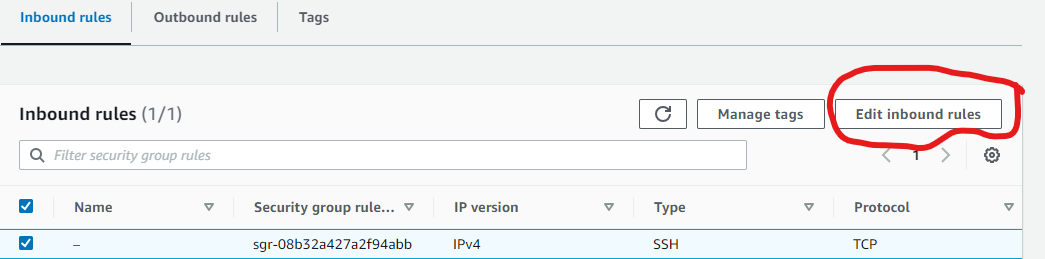 Inbound rules Outbound rules Tags
Inbound rules (1/1) Manage tags Edit inbound rules
Filter security group rules 1
Name Security group rule... IP version Type Protocol
– sgr-08b32a427a2f94abb IPv4 SSH TCP